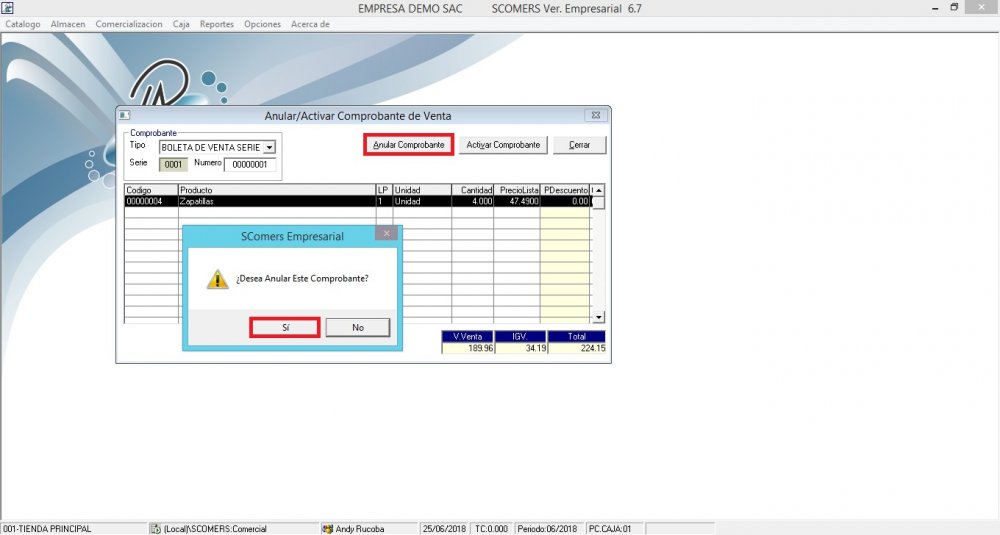 EMPRESA DEMO SAC SCOMERS Ver. Empresarial 6.7
Catalogo Almacen Comercializacion Caja Reportes Opciones Acerca de
Anular/Activar Comprobante de Venta
Comprobante
Tipo BOLETA DE VENTA SERIE
Serie 0001 Numero 00000001
Anular Comprobante Activar Comprobante Cerrar
Codigo Producto LP Unidad Cantidad PrecioLista PDescuento
00000004 Zapatillas 1 Unidad 4.000 47.4900 0.00
SComers Empresarial
¿Desea Anular Este Comprobante?
Sí No
V.Venta IGV. Total
189.96 34.19 224.15
001-TIENDA PRINCIPAL (Local)\SCOMERS:Comercial Andy Rucoba 25/06/2018 TC:0.000 Periodo:06/2018 PC.CAJA:01